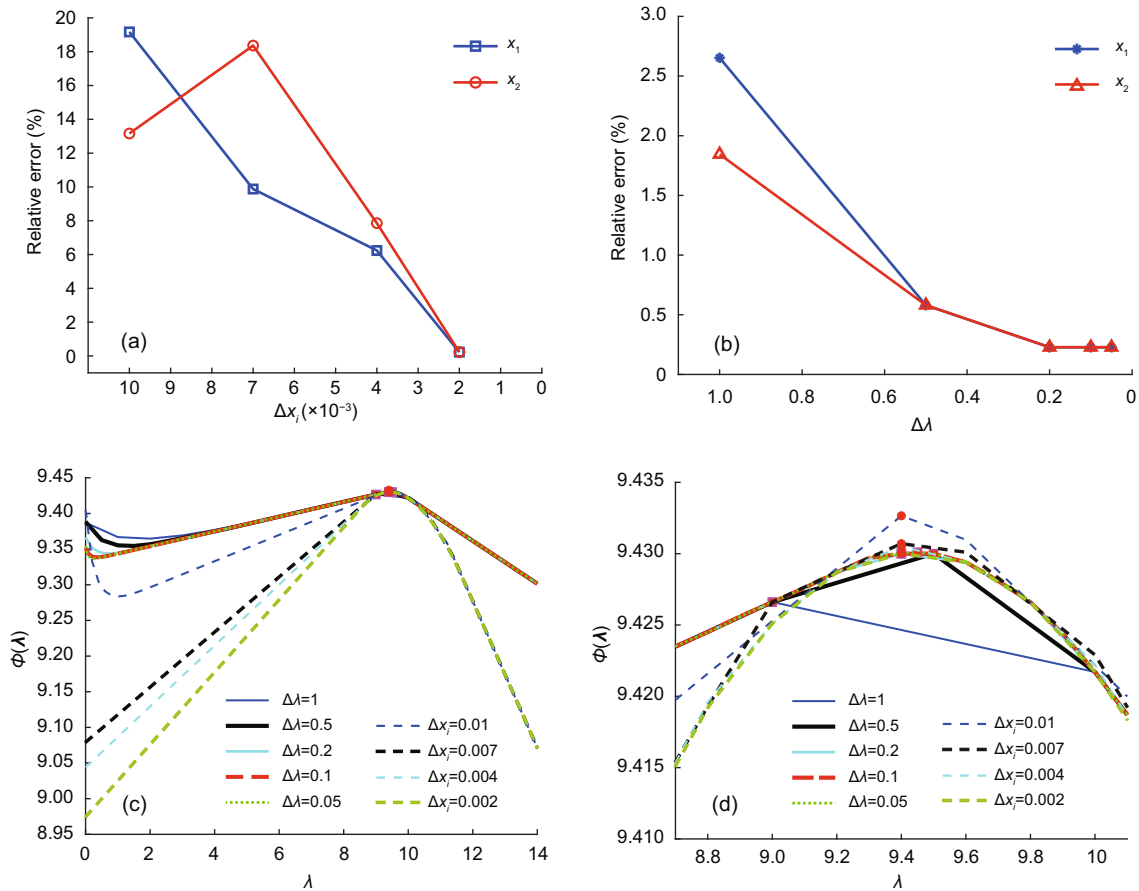 20
18
16
14
12
10
8
6
4
2
0
Relative error (%)
x1
x2
(a)
10 9 8 7 6 5 4 3 2 1 0
Δxi (×10−3)
3.0
2.5
2.0
1.5
1.0
0.5
0
Relative error (%)
x1
x2
(b)
1.0 0.8 0.6 0.4 0.2 0
Δλ
9.45
9.40
9.35
9.30
9.25
9.20
9.15
9.10
9.05
9.00
8.95
Φ(λ)
Δλ=1
Δλ=0.5
Δλ=0.2
Δλ=0.1
Δλ=0.05
Δxi=0.01
Δxi=0.007
Δxi=0.004
Δxi=0.002
(c)
0 2 4 6 8 10 12 14
λ
9.435
9.430
9.425
9.420
9.415
9.410
Φ(λ)
Δλ=1
Δλ=0.5
Δλ=0.2
Δλ=0.1
Δλ=0.05
Δxi=0.01
Δxi=0.007
Δxi=0.004
Δxi=0.002
(d)
8.8 9.0 9.2 9.4 9.6 9.8 10
λ